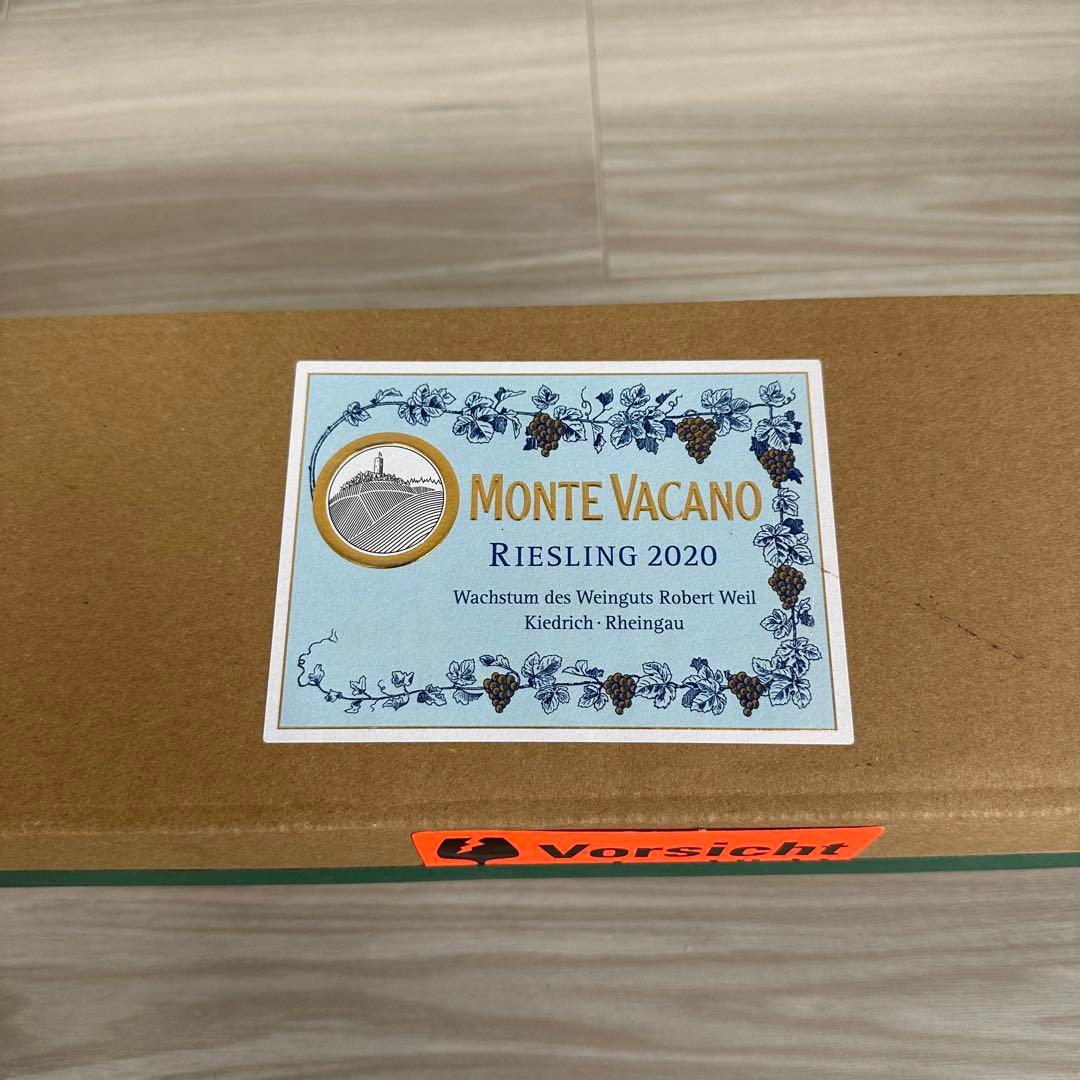 MONTE VACANO
RIESLING 2020
Wachstum des Weinguts Robert Weil
Kiedrich · Rheingau
Vorsicht